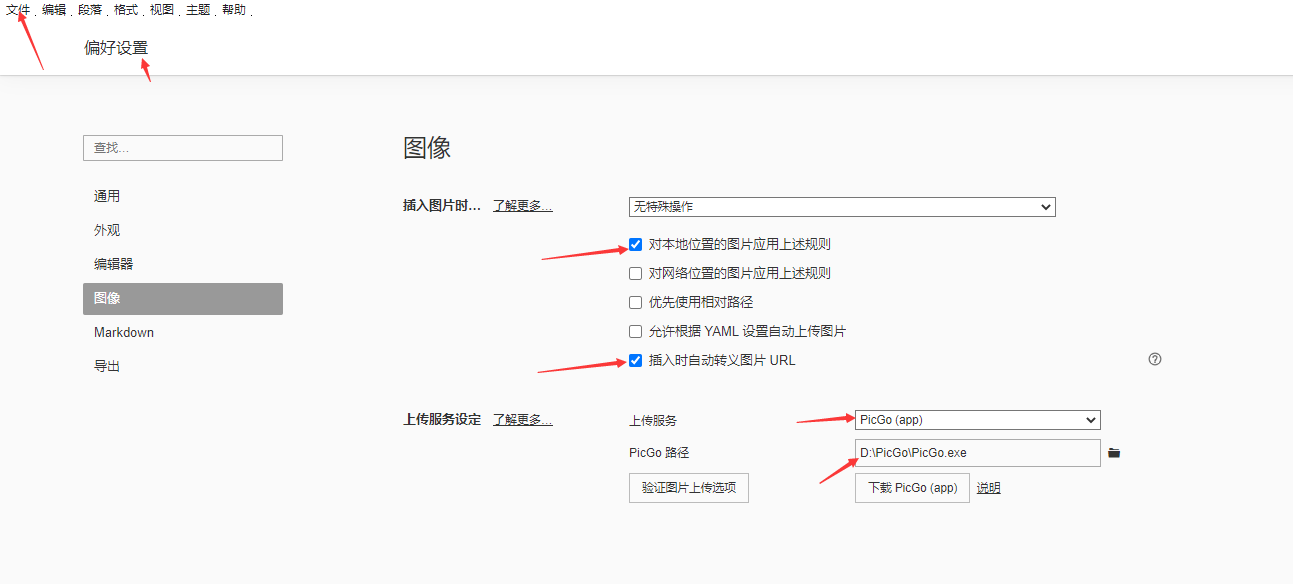 文件 编辑 段落 格式 视图 主题 帮助
偏好设置
查找...
通用
外观
编辑器
图像
Markdown
导出
图像
插入图片时... 了解更多... 无特殊操作
对本地位置的图片应用上述规则
对网络位置的图片应用上述规则
优先使用相对路径
允许根据 YAML 设置自动上传图片
插入时自动转义图片 URL
上传服务设定 了解更多... 上传服务 PicGo (app)
PicGo 路径 D:\PicGo\PicGo.exe
验证图片上传选项 下载 PicGo (app) 说明